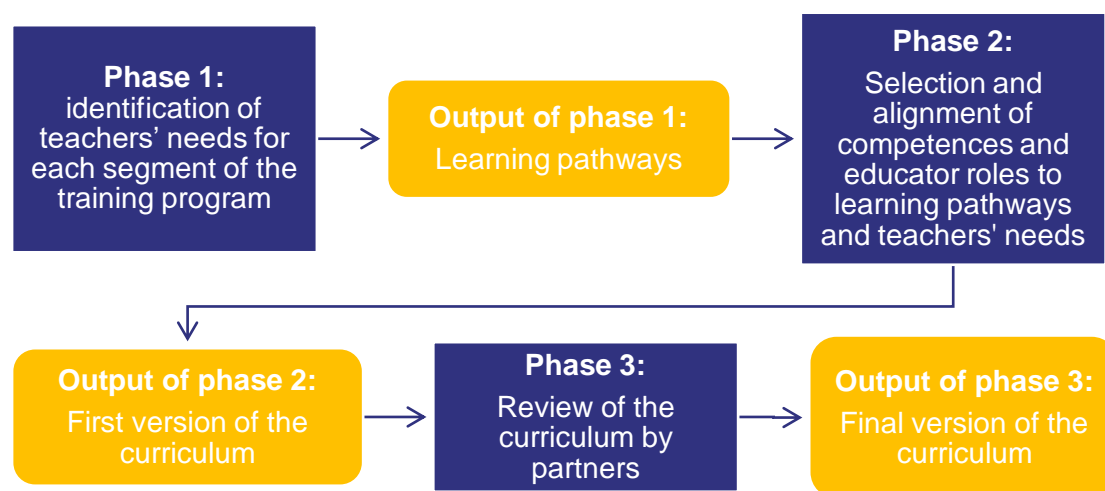 Phase 1:
identification of
teachers’ needs for
each segment of the
training program
Output of phase 1:
Learning pathways
Phase 2:
Selection and
alignment of
competences and
educator roles to
learning pathways
and teachers' needs
Output of phase 2:
First version of the
curriculum
Phase 3:
Review of the
curriculum by
partners
Output of phase 3:
Final version of the
curriculum